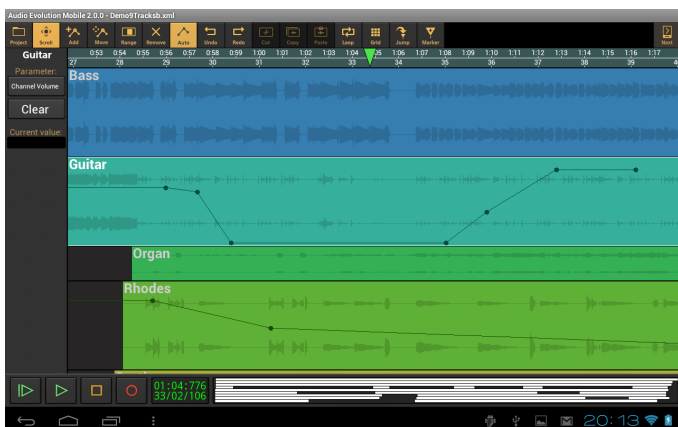 Audio Evolution Mobile 2.0.0 - Demo9Tracksb.xml
Project Scroll Add Move Range Remove Auto Undo Redo Cut Copy Paste Loop Grid Jump Marker Next
Guitar 0:53 0:54 0:55 0:56 0:57 0:58 0:59 1:00 1:01 1:02 1:03 1:04 1:05 1:06 1:07 1:08 1:09 1:10 1:11 1:12 1:13 1:14 1:15 1:16 1:17
27 28 29 30 31 32 33 34 35 36 37 38 39 4
Parameter:
Channel Volume
Clear
Current value:
Bass
Guitar
Organ
Rhodes
01:04:776
33/02/106
20:13